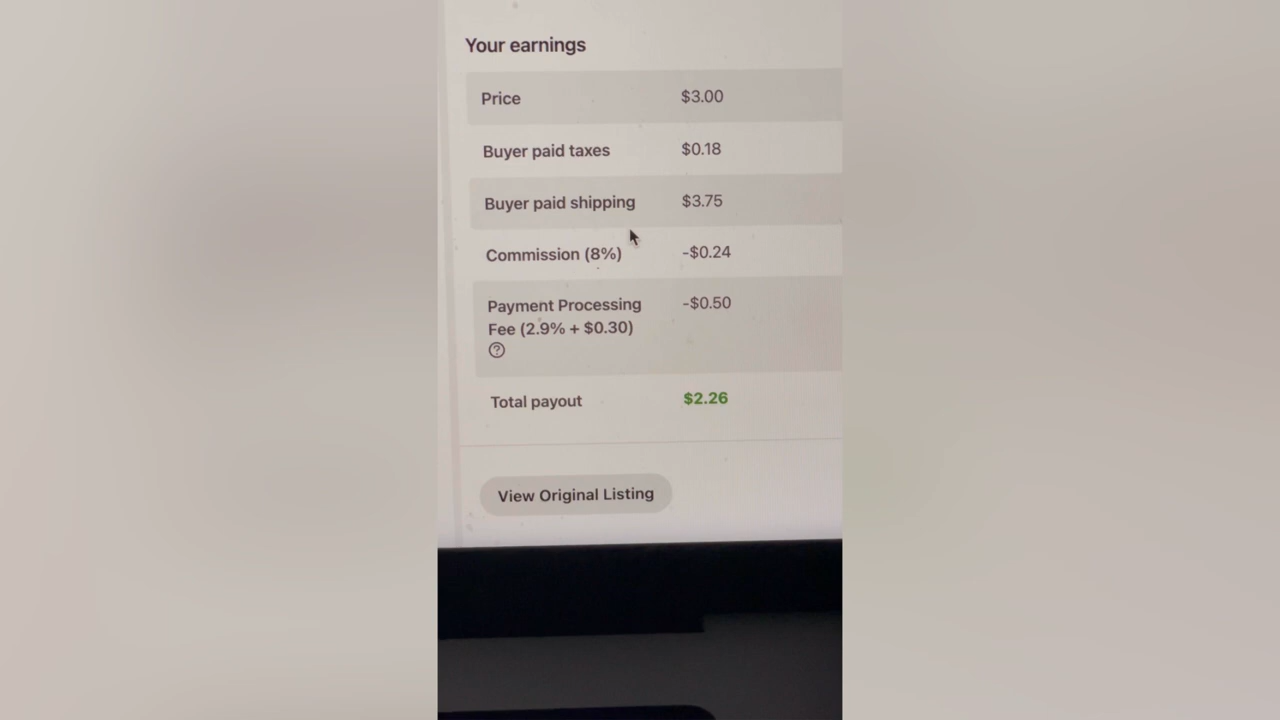 Your earnings
Price $3.00
Buyer paid taxes $0.18
Buyer paid shipping $3.75
Commission (8%) -$0.24
Payment Processing -$0.50
Fee (2.9% + $0.30)
?
Total payout $2.26
View Original Listing